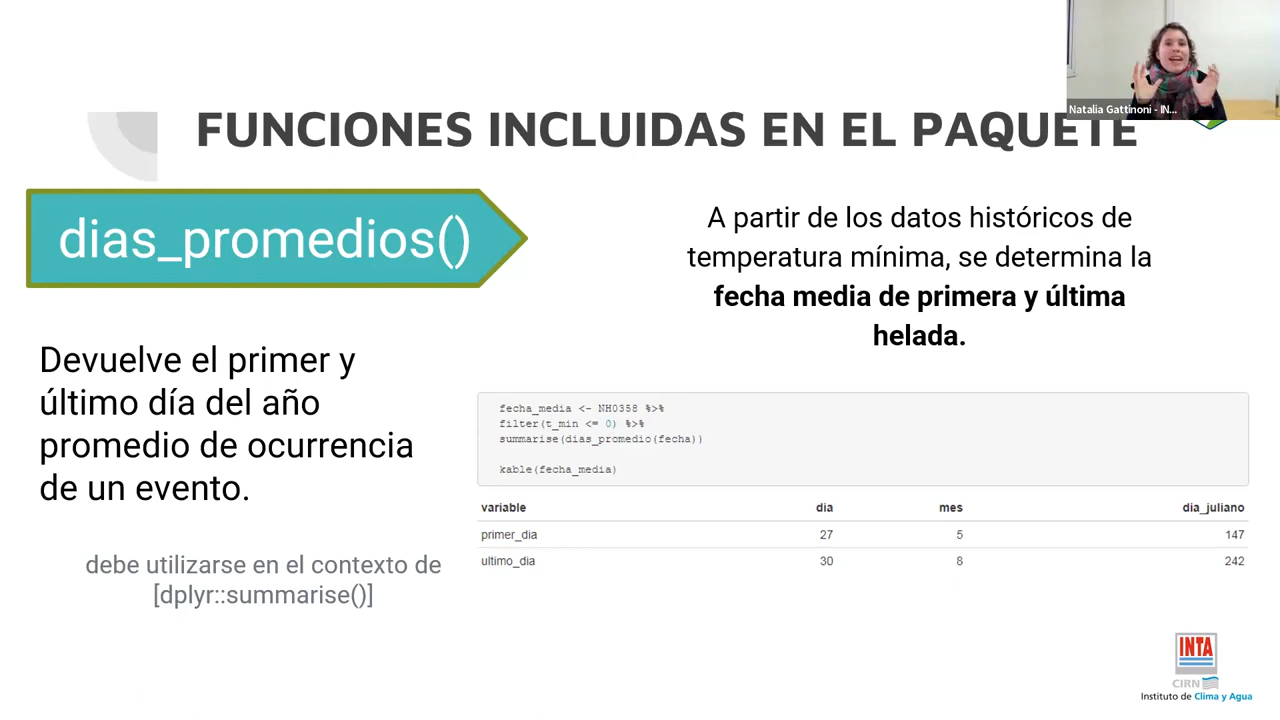 Natalia Gattinoni - IN...
FUNCIONES INCLUIDAS EN EL PAQUETE
dias_promedios()
A partir de los datos históricos de
temperatura mínima, se determina la
fecha media de primera y última
helada.
Devuelve el primer y
último día del año
promedio de ocurrencia
de un evento.
debe utilizarse en el contexto de
[dplyr::summarise()]
fecha_media <- NH0358 %>%
filter(t_min <= 0) %>%
summarise(dias_promedio(fecha))
kable(fecha_media)
variable dia mes dia_juliano
primer_dia 27 5 147
ultimo_dia 30 8 242
INTA
CIRN
Instituto de Clima y Agua